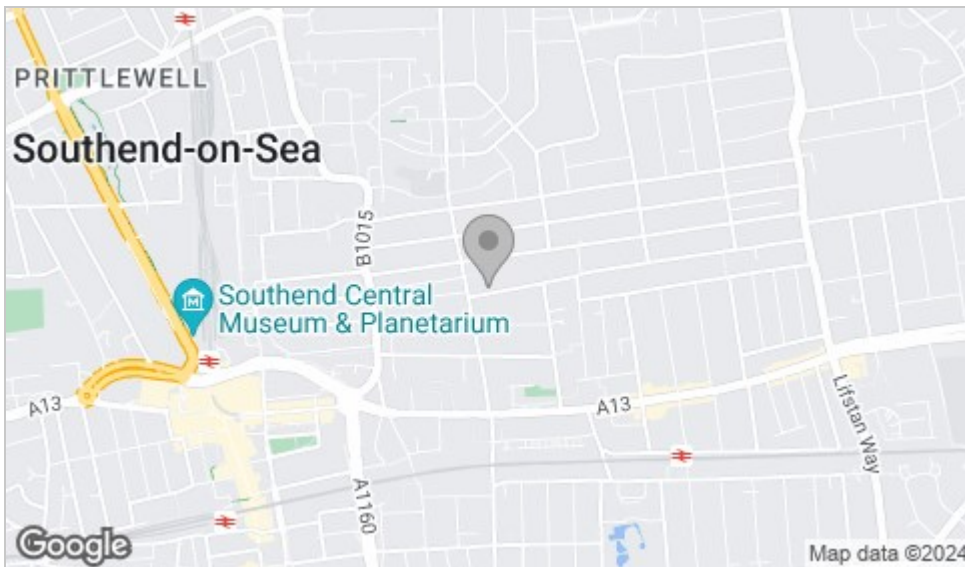 PRITTLEWELL
Southend-on-Sea
B1015
M
Southend Central
Museum & Planetarium
A13
A13
Lifstan Way
A1160
Google
Map data ©2024